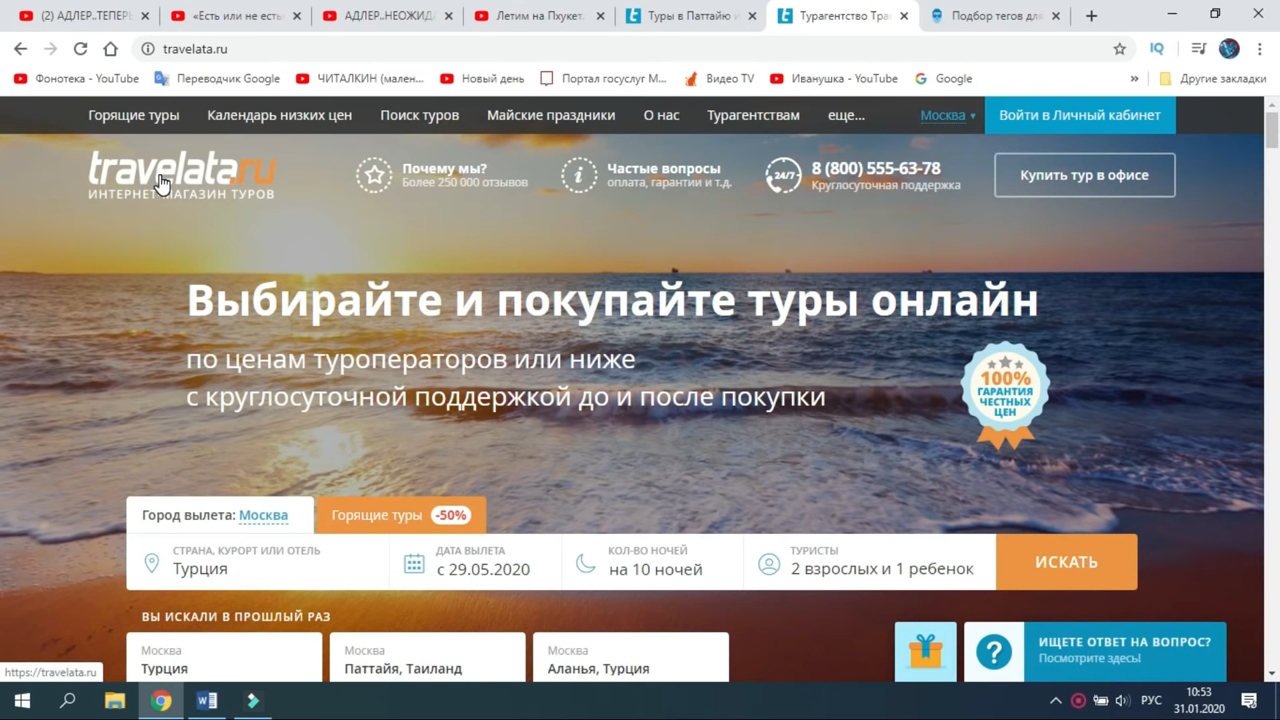 (2) АДЛЕР..ТЕПЕРЬ
«Есть или не есть
АДЛЕР..НЕОЖИДА
Летим на Пхукет
Туры в Паттайю и
Турагентство Тра
Подбор тегов для
travelata.ru
IQ
Фонотека - YouTube
Переводчик Google
ЧИТАЛКИН (мален...
Новый день
Портал госуслуг М...
Видео TV
Иванушка - YouTube
Google
»
Другие закладки
Горящие туры
Календарь низких цен
Поиск туров
Майские праздники
О нас
Турагентствам
еще...
Москва
Войти в Личный кабинет
travelata.ru
ИНТЕРНЕТ-МАГАЗИН ТУРОВ
Почему мы?
Более 250 000 отзывов
Частые вопросы
оплата, гарантии и т.д.
24/7
8 (800) 555-63-78
Круглосуточная поддержка
Купить тур в офисе
Выбирайте и покупайте туры онлайн
по ценам туроператоров или ниже
с круглосуточной поддержкой до и после покупки
100%
ГАРАНТИЯ
ЧЕСТНЫХ
ЦЕН
Город вылета: Москва
Горящие туры -50%
СТРАНА, КУРОРТ ИЛИ ОТЕЛЬ
Турция
ДАТА ВЫЛЕТА
с 29.05.2020
КОЛ-ВО НОЧЕЙ
на 10 ночей
ТУРИСТЫ
2 взрослых и 1 ребенок
ИСКАТЬ
ВЫ ИСКАЛИ В ПРОШЛЫЙ РАЗ
Москва
Турция
Москва
Паттайя, Таиланд
Москва
Аланья, Турция
ИЩЕТЕ ОТВЕТ НА ВОПРОС?
Посмотрите здесь!
https://travelata.ru
РУС
10:53
31.01.2020